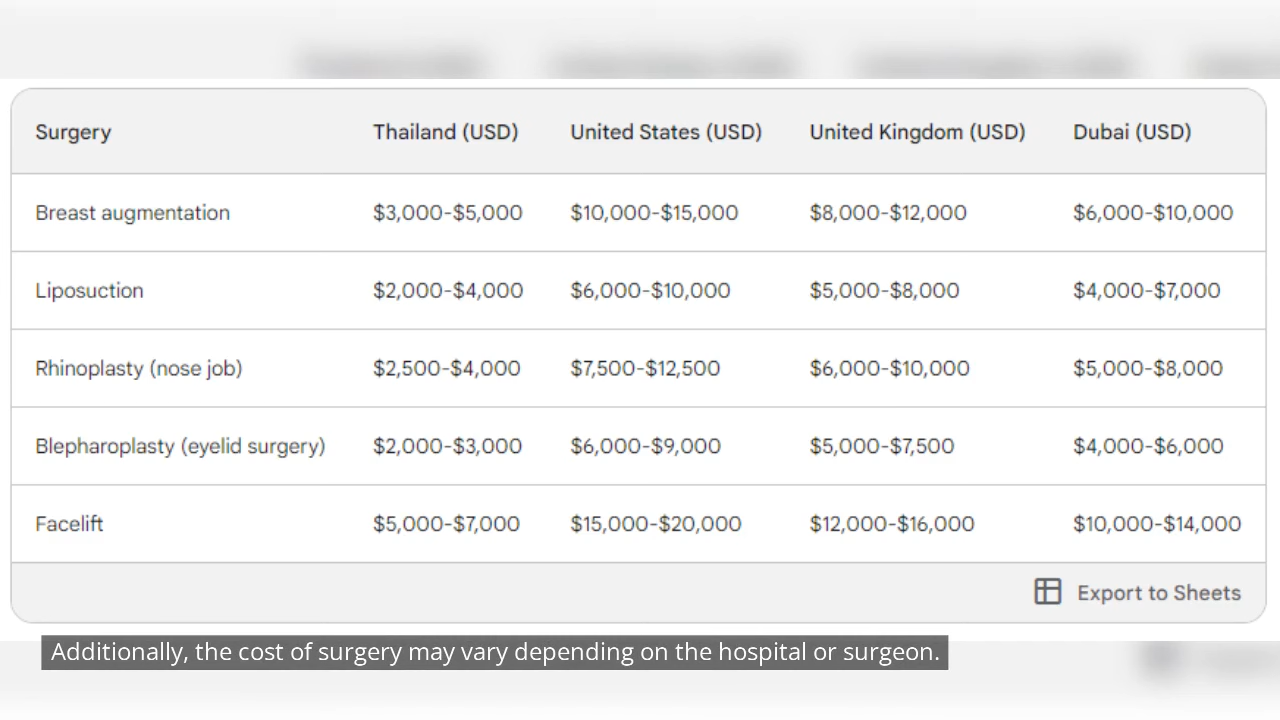 Surgery Thailand (USD) United States (USD) United Kingdom (USD) Dubai (USD)
Breast augmentation $3,000-$5,000 $10,000-$15,000 $8,000-$12,000 $6,000-$10,000
Liposuction $2,000-$4,000 $6,000-$10,000 $5,000-$8,000 $4,000-$7,000
Rhinoplasty (nose job) $2,500-$4,000 $7,500-$12,500 $6,000-$10,000 $5,000-$8,000
Blepharoplasty (eyelid surgery) $2,000-$3,000 $6,000-$9,000 $5,000-$7,500 $4,000-$6,000
Facelift $5,000-$7,000 $15,000-$20,000 $12,000-$16,000 $10,000-$14,000
Export to Sheets
Additionally, the cost of surgery may vary depending on the hospital or surgeon.